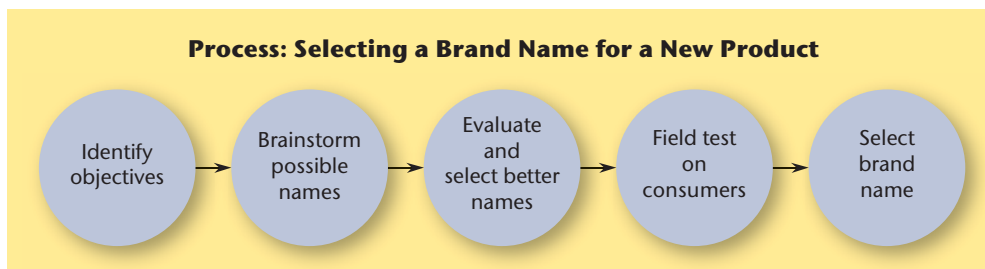 Process: Selecting a Brand Name for a New Product
Identify
objectives
Brainstorm
possible
names
Evaluate
and
select better
names
Field test
on
consumers
Select
brand
name